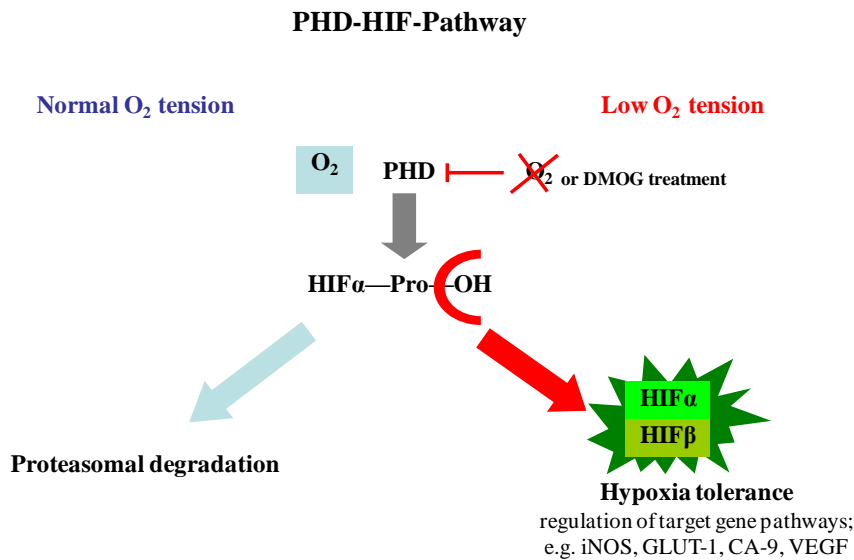 PHD-HIF-Pathway
Normal O₂ tension
Low O₂ tension
O₂
PHD
O₂ or DMOG treatment
HIFα—Pro—OH
HIFα
HIFβ
Proteasomal degradation
Hypoxia tolerance
regulation of target gene pathways;
e.g. iNOS, GLUT-1, CA-9, VEGF